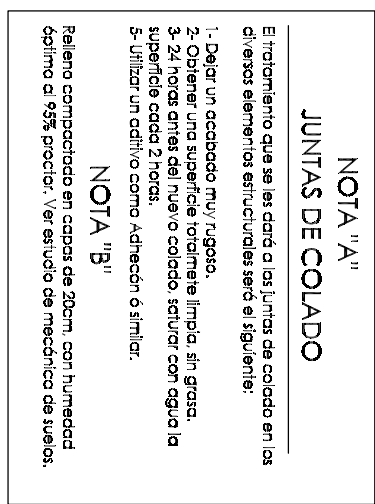 NOTA "A"
JUNTAS DE COLADO
El tratamiento que se les dará a las juntas de colado en los
diversos elementos estructurales será el siguiente:
1- Dejar un acabado muy rugoso.
2- Obtener una superficie totalmete limpia, sin grasa.
3- 24 horas antes del nuevo colado, saturar con agua la
superficie cada 2 horas.
5- Utilizar un aditivo como Adhecón ó similar.
NOTA "B"
Relleno compactado en capas de 20cm, con humedad
óptima al 95% proctor. Ver estudio de mecánica de suelos.